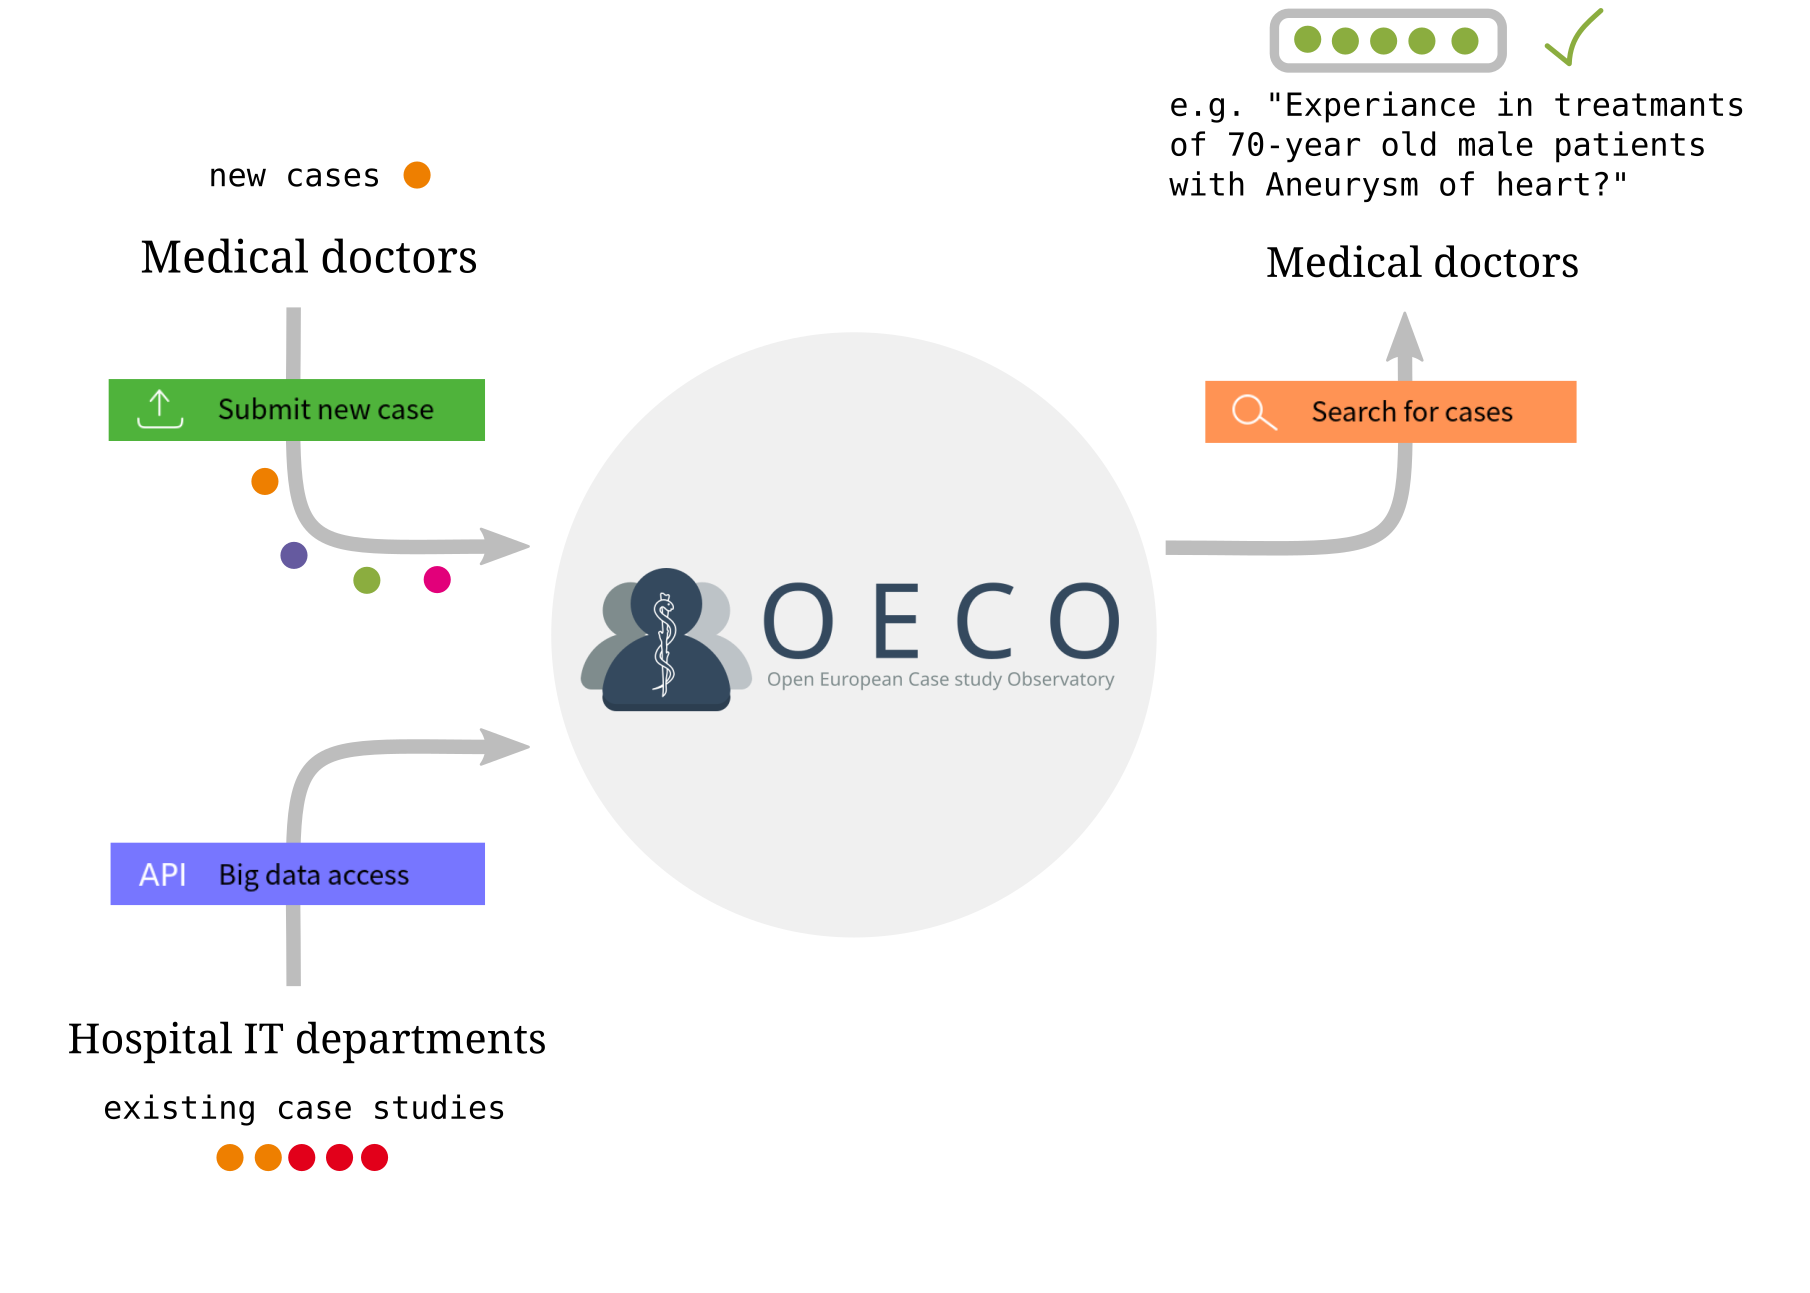 new cases
Medical doctors
Submit new case
e.g. "Experiance in treatmants
of 70-year old male patients
with Aneurysm of heart?"
Medical doctors
Search for cases
OECO
Open European Case study Observatory
API Big data access
Hospital IT departments
existing case studies